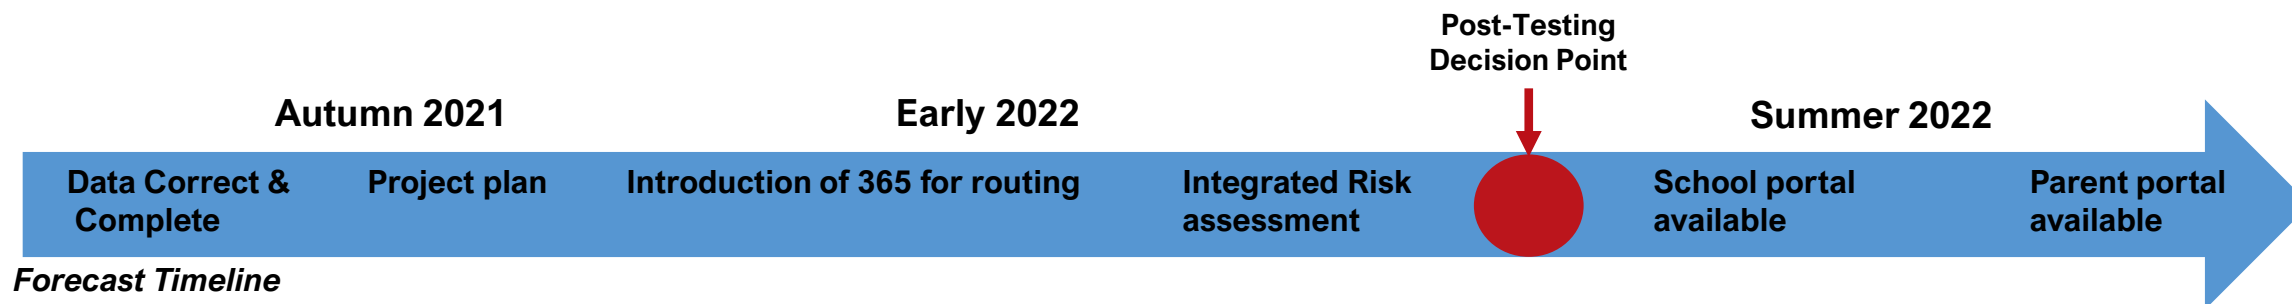 Post-Testing
Decision Point
Autumn 2021
Early 2022
Summer 2022
Data Correct &
Complete
Project plan
Introduction of 365 for routing
Integrated Risk
assessment
School portal
available
Parent portal
available
Forecast Timeline